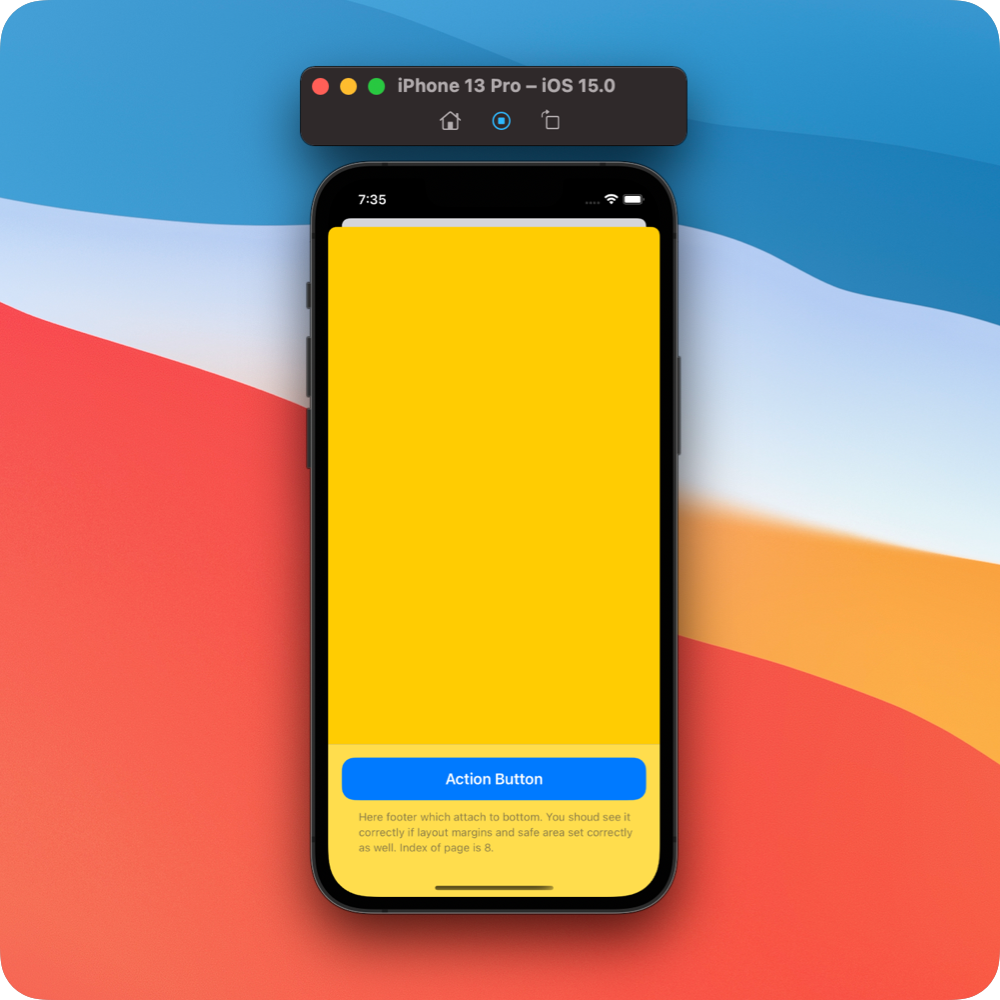 iPhone 13 Pro – iOS 15.0
7:35
Action Button
Here footer which attach to bottom. You shoud see it
correctly if layout margins and safe area set correctly
as well. Index of page is 8.